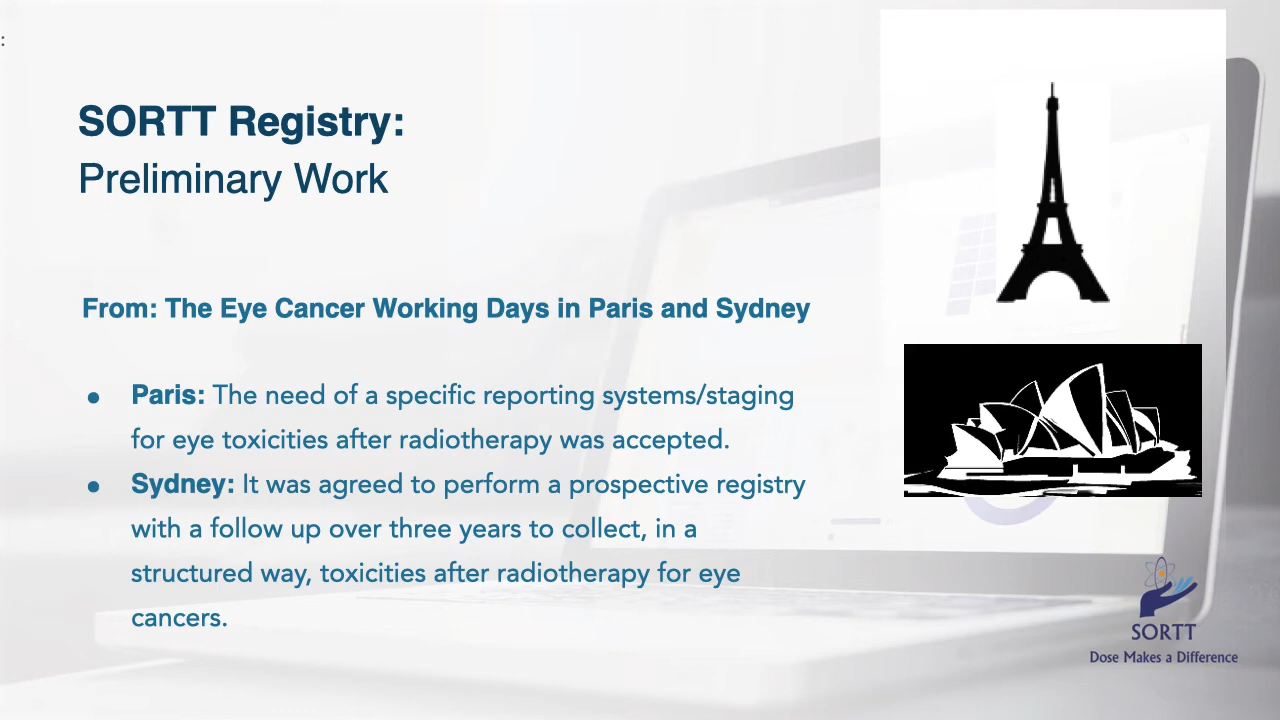 :
SORTT Registry:
Preliminary Work
From: The Eye Cancer Working Days in Paris and Sydney
● Paris: The need of a specific reporting systems/staging
for eye toxicities after radiotherapy was accepted.
● Sydney: It was agreed to perform a prospective registry
with a follow up over three years to collect, in a
structured way, toxicities after radiotherapy for eye
cancers.
SORTT
Dose Makes a Difference